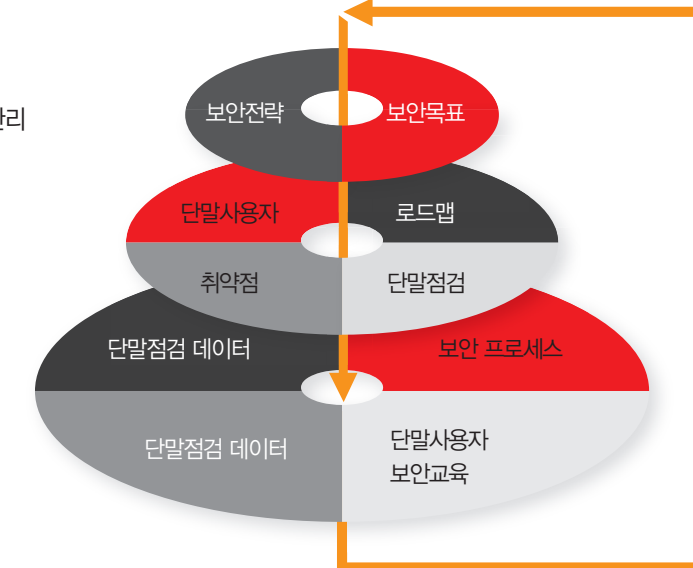 보안전략
보안목표
관리
단말사용자
로드맵
취약점
단말점검
단말점검 데이터
보안 프로세스
단말점검 데이터
단말사용자
보안교육